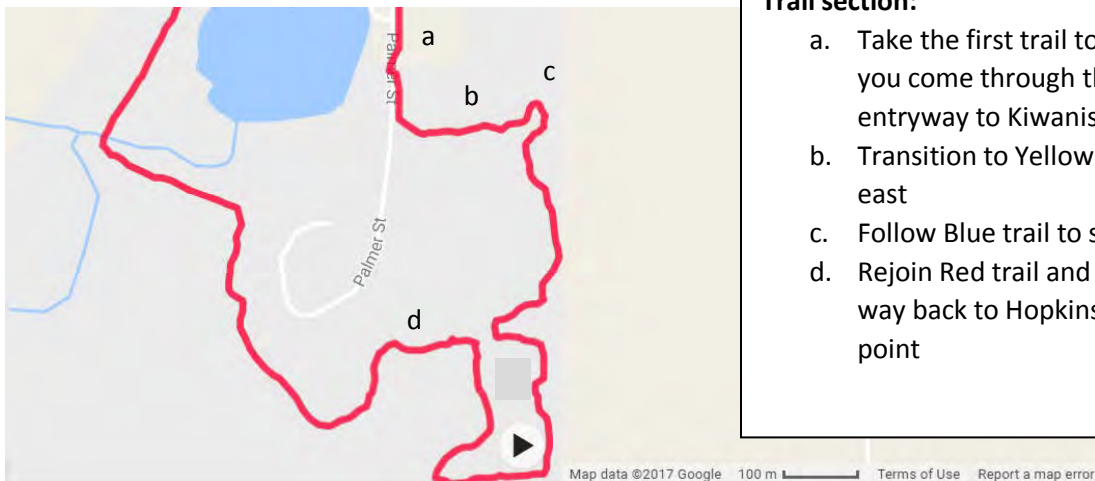 Trail section:
a. Take the first trail to
you come through th
entryway to Kiwanis
b. Transition to Yellow
east
c. Follow Blue trail to s
d. Rejoin Red trail and
way back to Hopkins
point
a
b
c
Palmer St
Palmer St
d
Map data ©2017 Google 100 m Terms of Use Report a map error